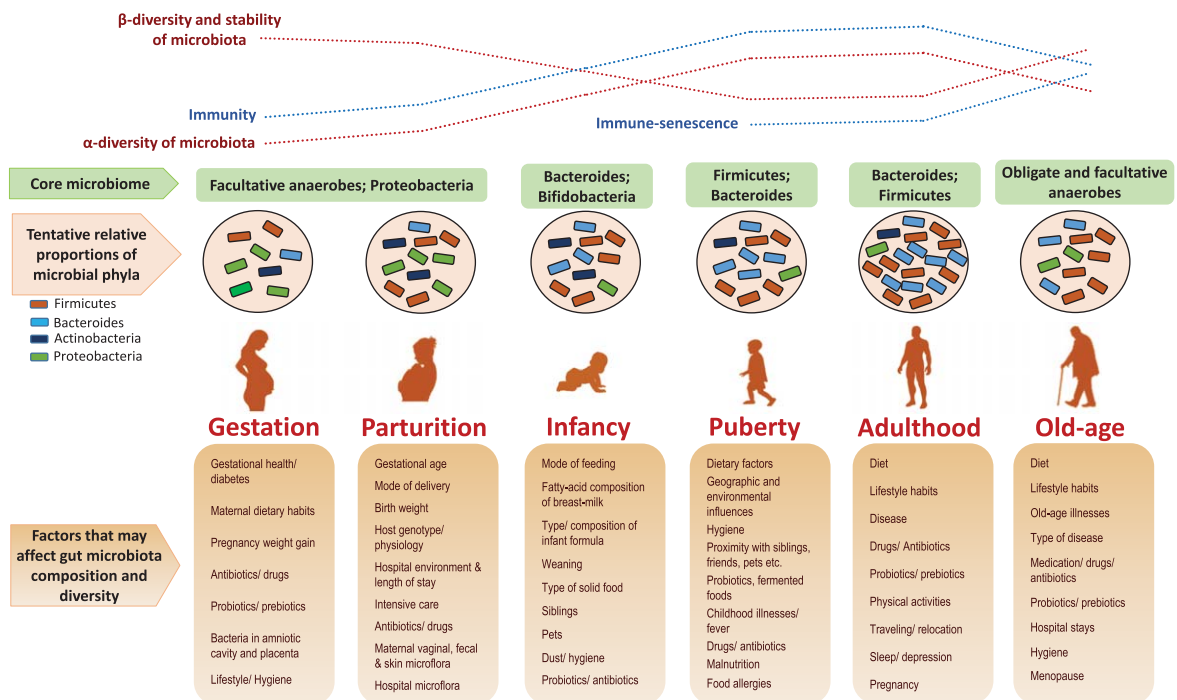 β-diversity and stability
of microbiota
Immunity
α-diversity of microbiota
Immune-senescence
Core microbiome
Facultative anaerobes; Proteobacteria
Bacteroides;
Bifidobacteria
Firmicutes;
Bacteroides
Bacteroides;
Firmicutes
Obligate and facultative
anaerobes
Tentative relative
proportions of
microbial phyla
Firmicutes
Bacteroides
Actinobacteria
Proteobacteria
Gestation
Parturition
Infancy
Puberty
Adulthood
Old-age
Factors that may
affect gut microbiota
composition and
diversity
Gestational health/
diabetes
Maternal dietary habits
Pregnancy weight gain
Antibiotics/ drugs
Probiotics/ prebiotics
Bacteria in amniotic
cavity and placenta
Lifestyle/ Hygiene
Gestational age
Mode of delivery
Birth weight
Host genotype/
physiology
Hospital environment &
length of stay
Intensive care
Antibiotics/ drugs
Maternal vaginal, fecal
& skin microflora
Hospital microflora
Mode of feeding
Fatty-acid composition
of breast-milk
Type/ composition of
infant formula
Weaning
Type of solid food
Siblings
Pets
Dust/ hygiene
Probiotics/ antibiotics
Dietary factors
Geographic and
environmental
influences
Hygiene
Proximity with siblings,
friends, pets etc.
Probiotics, fermented
foods
Childhood illnesses/
fever
Drugs/ antibiotics
Malnutrition
Food allergies
Diet
Lifestyle habits
Disease
Drugs/ Antibiotics
Probiotics/ prebiotics
Physical activities
Traveling/ relocation
Sleep/ depression
Pregnancy
Diet
Lifestyle habits
Old-age illnesses
Type of disease
Medication/ drugs/
antibiotics
Probiotics/ prebiotics
Hospital stays
Hygiene
Menopause